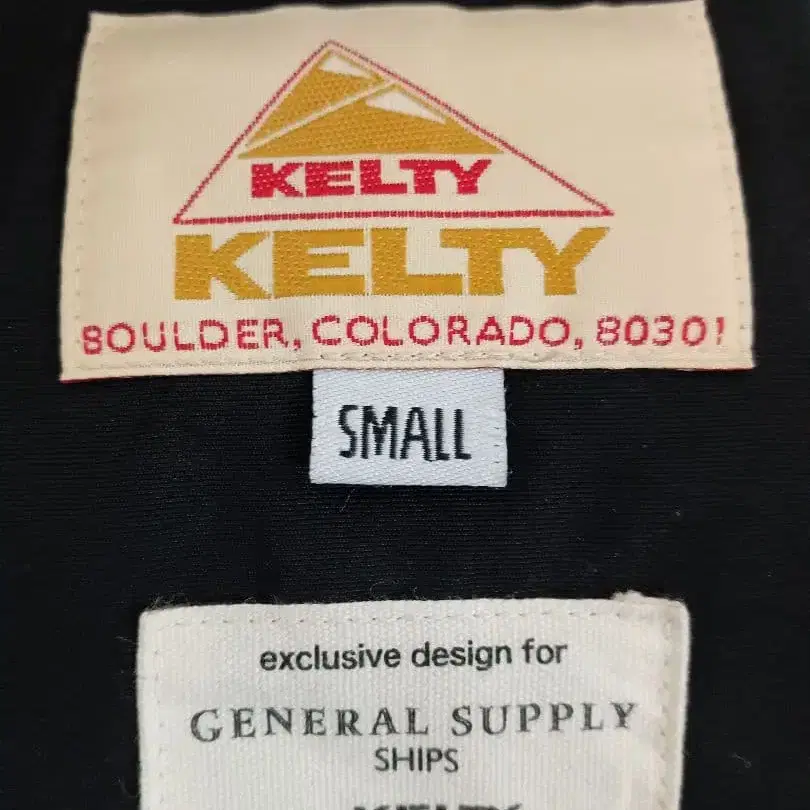 KELTY
KELTY
BOULDER, COLORADO, 80301
SMALL
exclusive design for
GENERAL SUPPLY
SHIPS